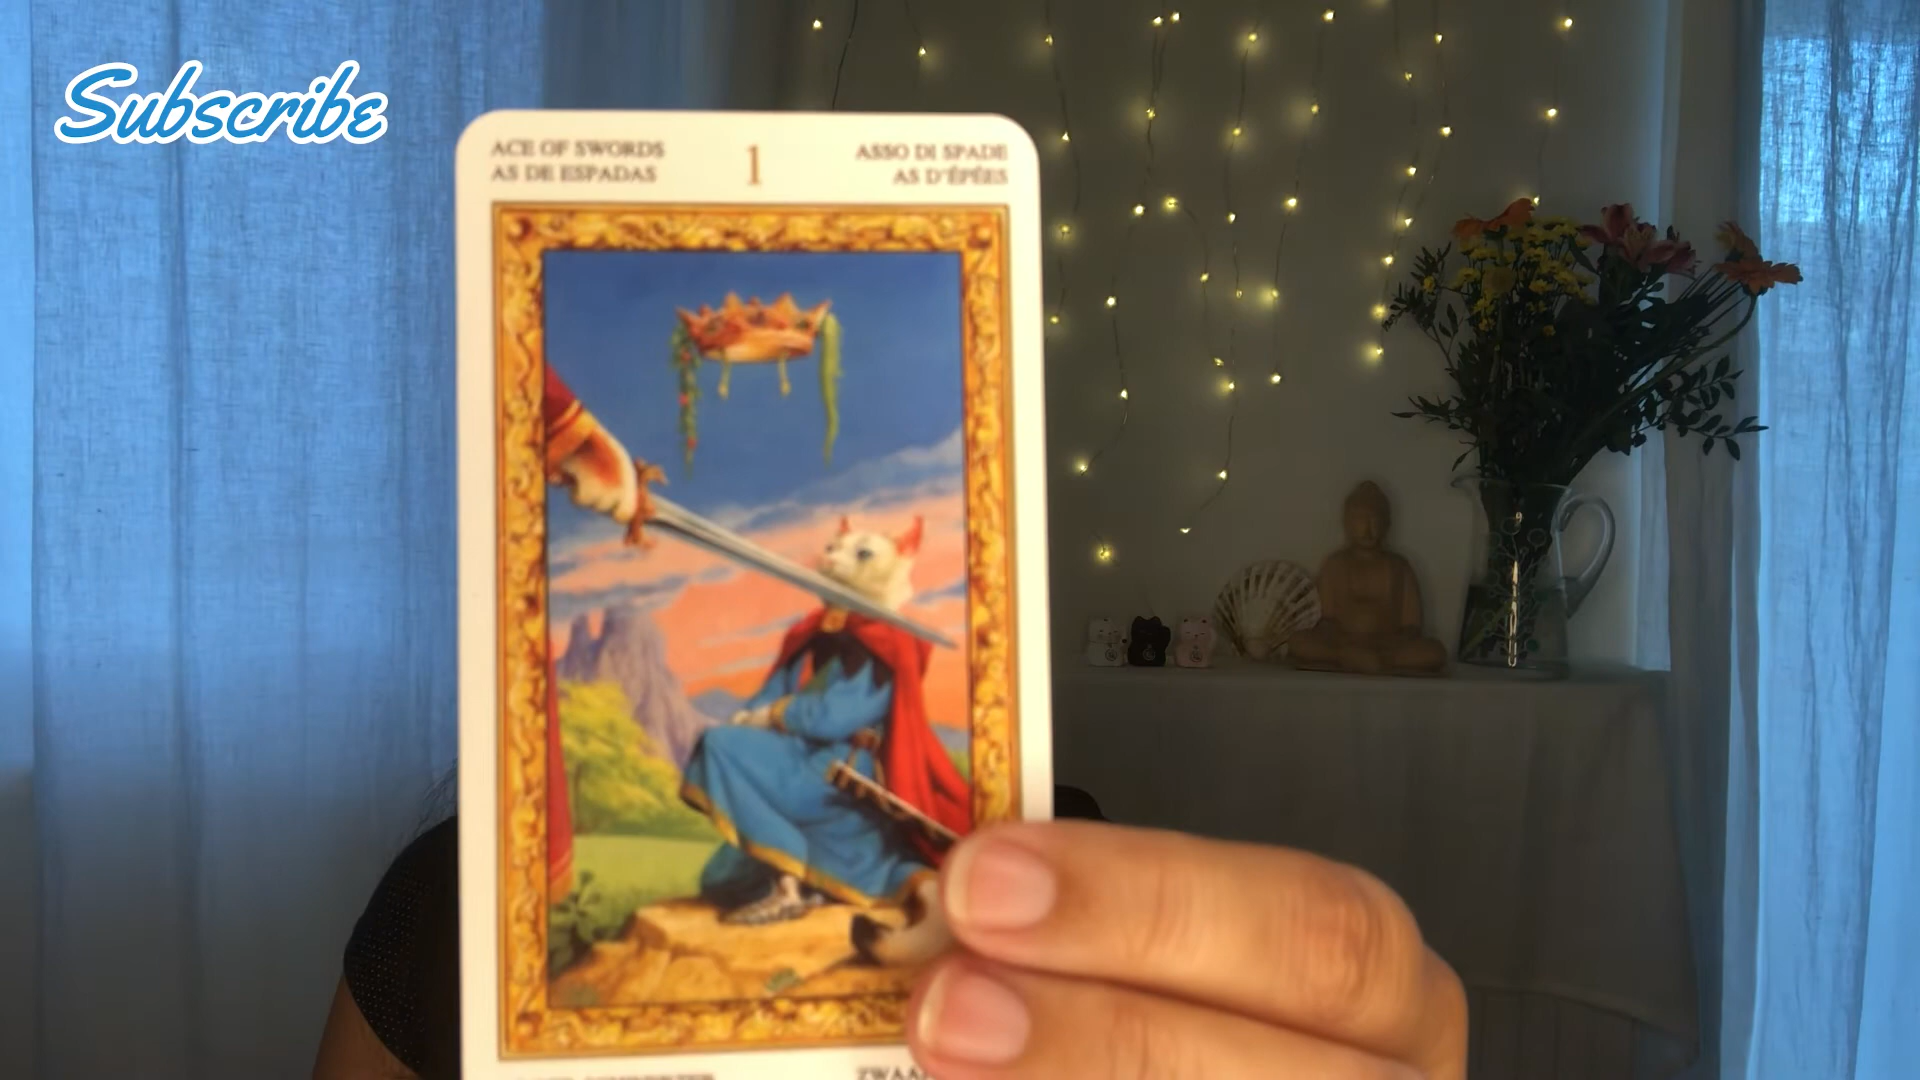 Subscribe
ACE OF SWORDS
AS DE ESPADAS
1
ASSO DI SPADE
AS D'ÉPÉES